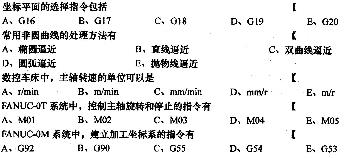 坐标平面的选择指令包括 【
A、G16 B、G17 C、G18 D、G19 E、G20
常用非圆曲线的处理方法有 【
A、椭圆逼近 B、直线逼近 C、双曲线逼近
D、圆弧逼近 E、抛物线逼近
数控车床中，主轴转速的单位可以是 【
A、r/min B、m/min C、mm/min D、mm/r E、m/r
FANUC-0T 系统中，控制主轴旋转和停止的指令有 【
A、M01 B、M02 C、M03 D、M04 E、M05
FANUC-0M 系统中，建立加工坐标系的指令有 【
A、G92 B、G90 C、G55 D、G54 E、G53